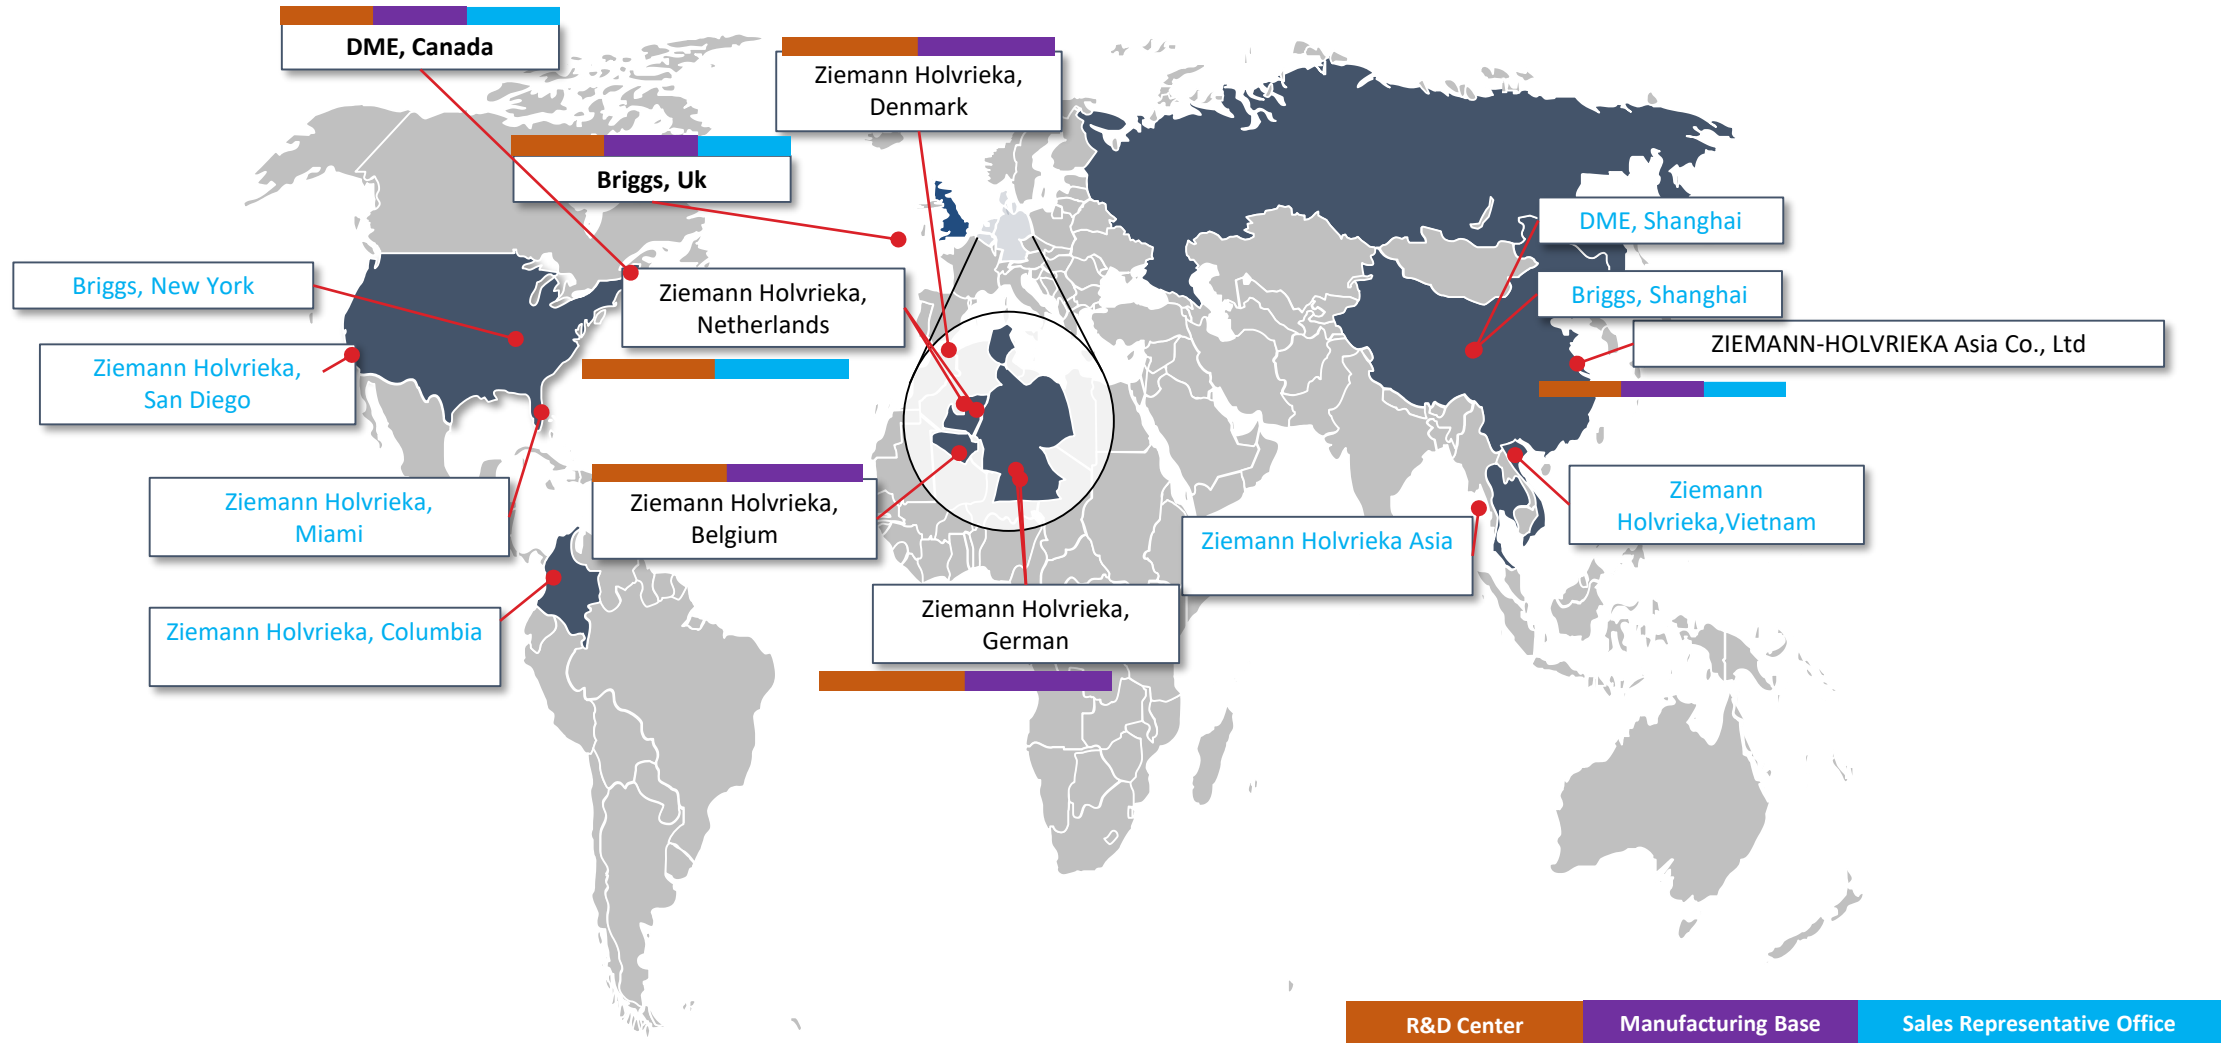 DME, Canada
Ziemann Holvrieka,
Denmark
Briggs, Uk
DME, Shanghai
Briggs, New York
Ziemann Holvrieka,
Netherlands
Briggs, Shanghai
ZIEMANN-HOLVRIEKA Asia Co., Ltd
Ziemann Holvrieka,
San Diego
Ziemann Holvrieka,
Miami
Ziemann Holvrieka,
Belgium
Ziemann Holvrieka Asia
Ziemann
Holvrieka,Vietnam
Ziemann Holvrieka, Columbia
Ziemann Holvrieka,
German
R&D Center
Manufacturing Base
Sales Representative Office